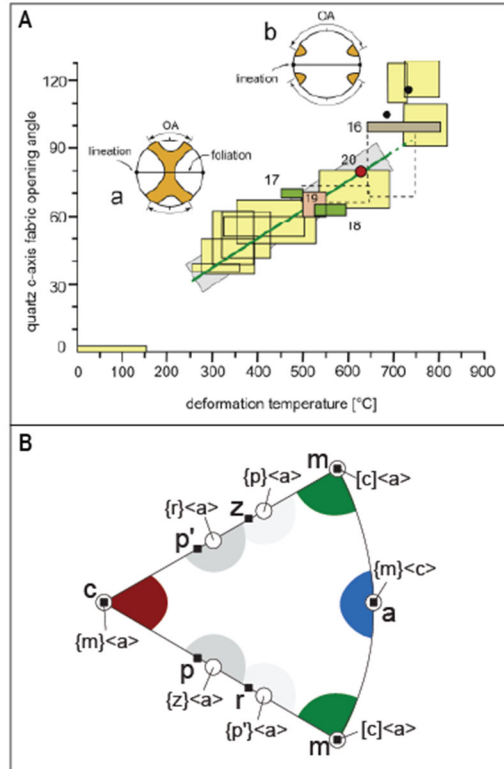 A
b
OA
lineation
OA
lineation
foliation
a
16
20
17
19
18
quartz c-axis fabric opening angle
120
90
60
30
0
0
100
200
300
400
500
600
700
800
900
deformation temperature [°C]
B
m
[c]<a>
{p}<a>
z
{r}<a>
p'
c
{m}<a>
{m}<c>
a
p
{z}<a>
r
{p'}<a>
m
[c]<a>